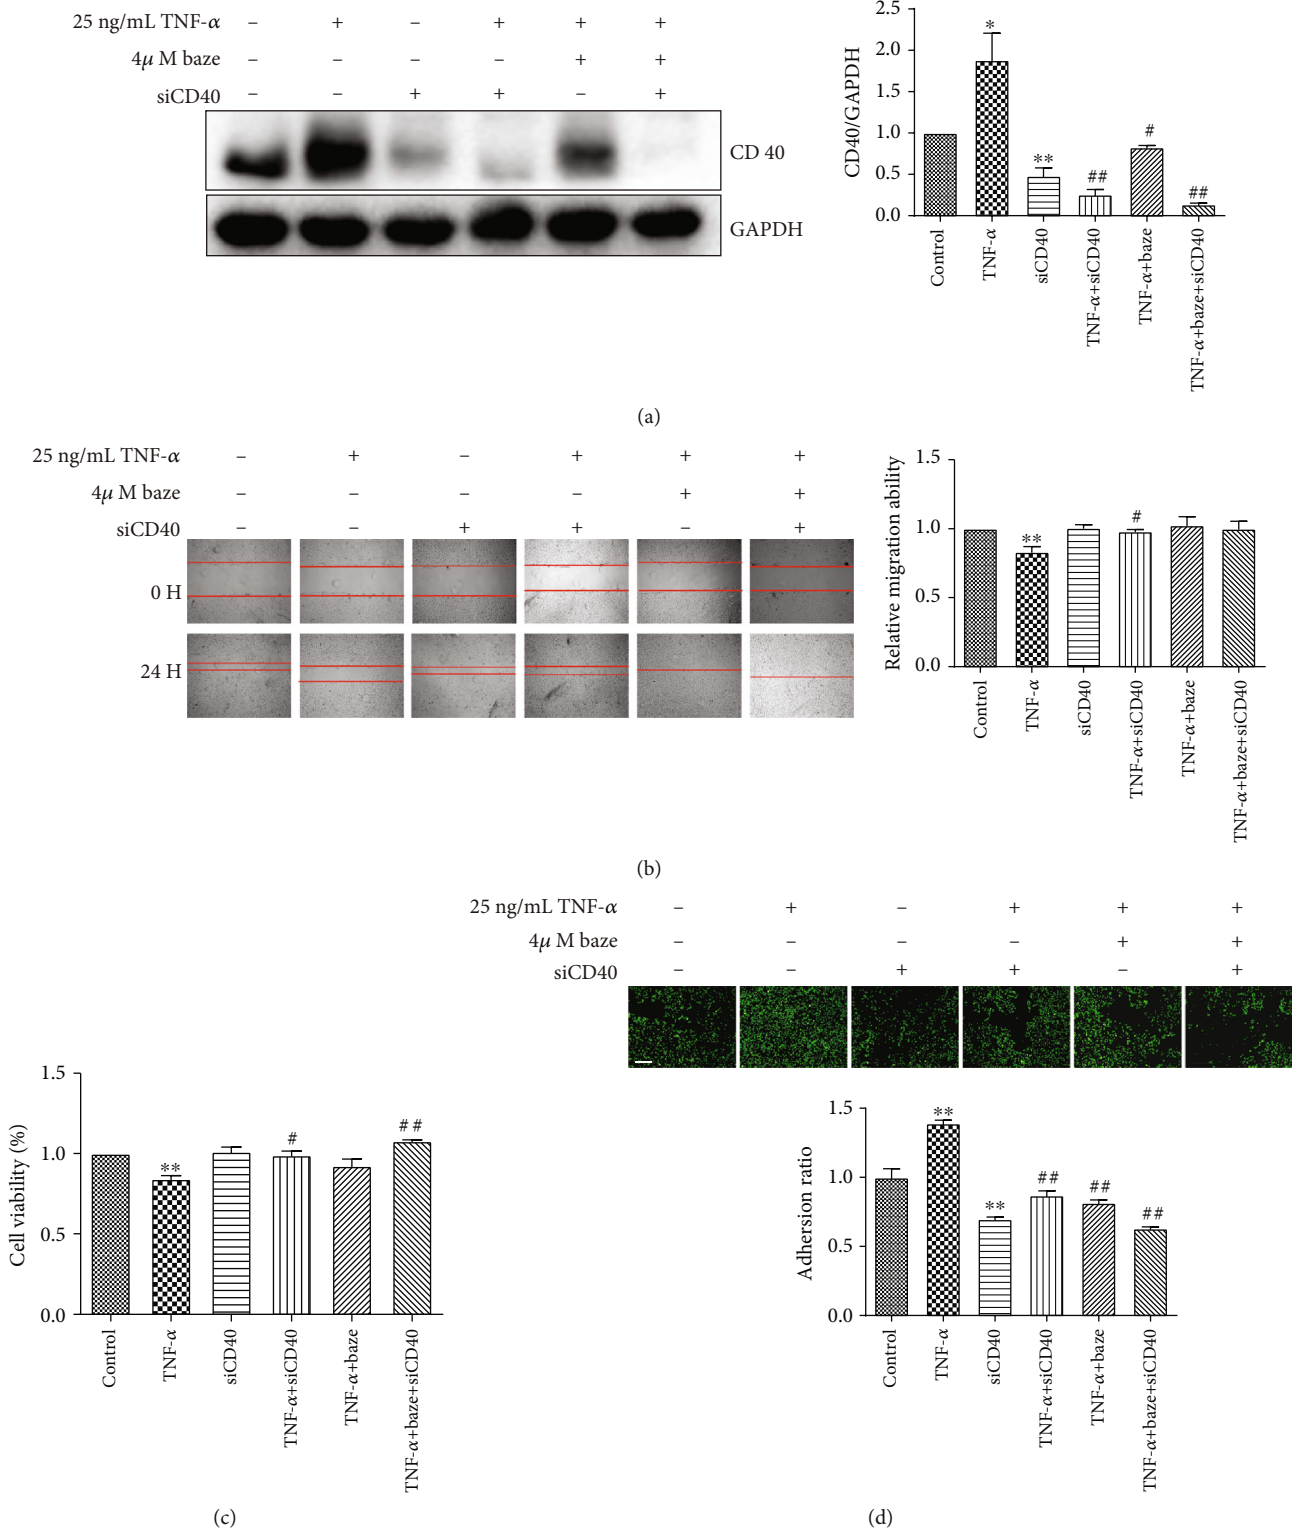 25 ng/mL TNF-α – + – + + +
4μ M baze – – – – + +
siCD40 – – + + – +
CD 40
GAPDH
CD40/GAPDH
2.5
2.0
1.5
1.0
0.5
0.0
*
**
##
#
##
Control
TNF-α
siCD40
TNF-α+siCD40
TNF-α+baze
TNF-α+baze+siCD40
(a)
25 ng/mL TNF-α – + – + + +
4μ M baze – – – – + +
siCD40 – – + + – +
0 H
24 H
Relative migration ability
1.5
1.0
0.5
0.0
**
#
Control
TNF-α
siCD40
TNF-α+siCD40
TNF-α+baze
TNF-α+baze+siCD40
(b)
Cell viability (%)
1.5
1.0
0.5
0.0
**
#
##
Control
TNF-α
siCD40
TNF-α+siCD40
TNF-α+baze
TNF-α+baze+siCD40
(c)
25 ng/mL TNF-α – + – + + +
4μ M baze – – – – + +
siCD40 – – + + – +
Adhersion ratio
1.5
1.0
0.5
0.0
**
**
##
##
##
Control
TNF-α
siCD40
TNF-α+siCD40
TNF-α+baze
TNF-α+baze+siCD40
(d)